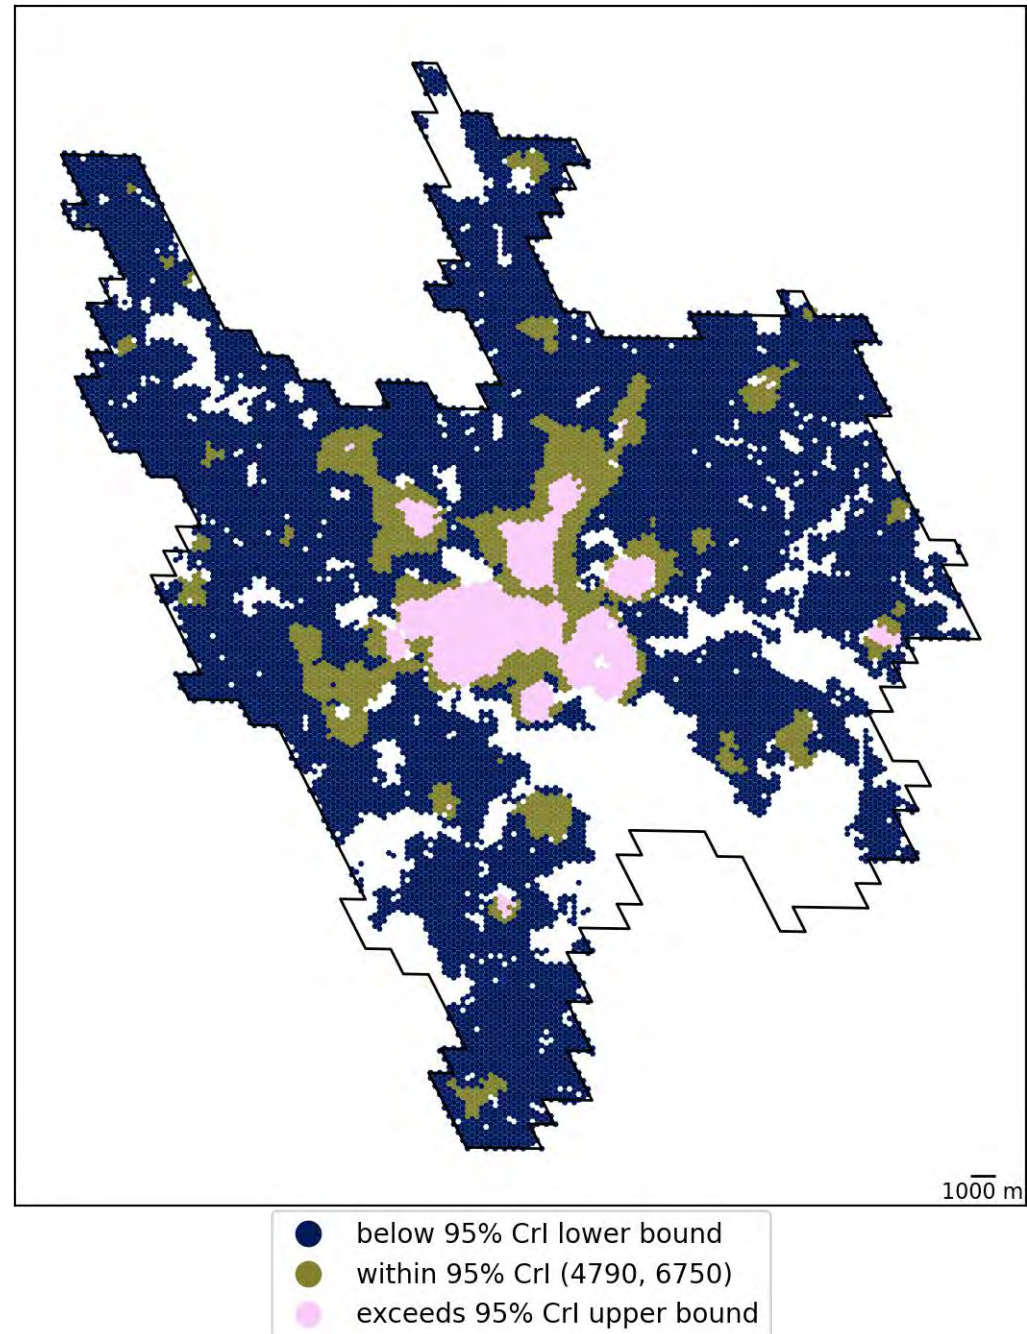 1000 m
below 95% CrI lower bound
within 95% CrI (4790, 6750)
exceeds 95% CrI upper bound